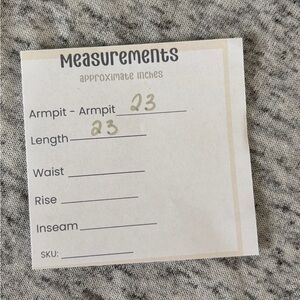 Measurements
approximate inches
Armpit - Armpit 23
Length 23
Waist
Rise
Inseam
SKU: